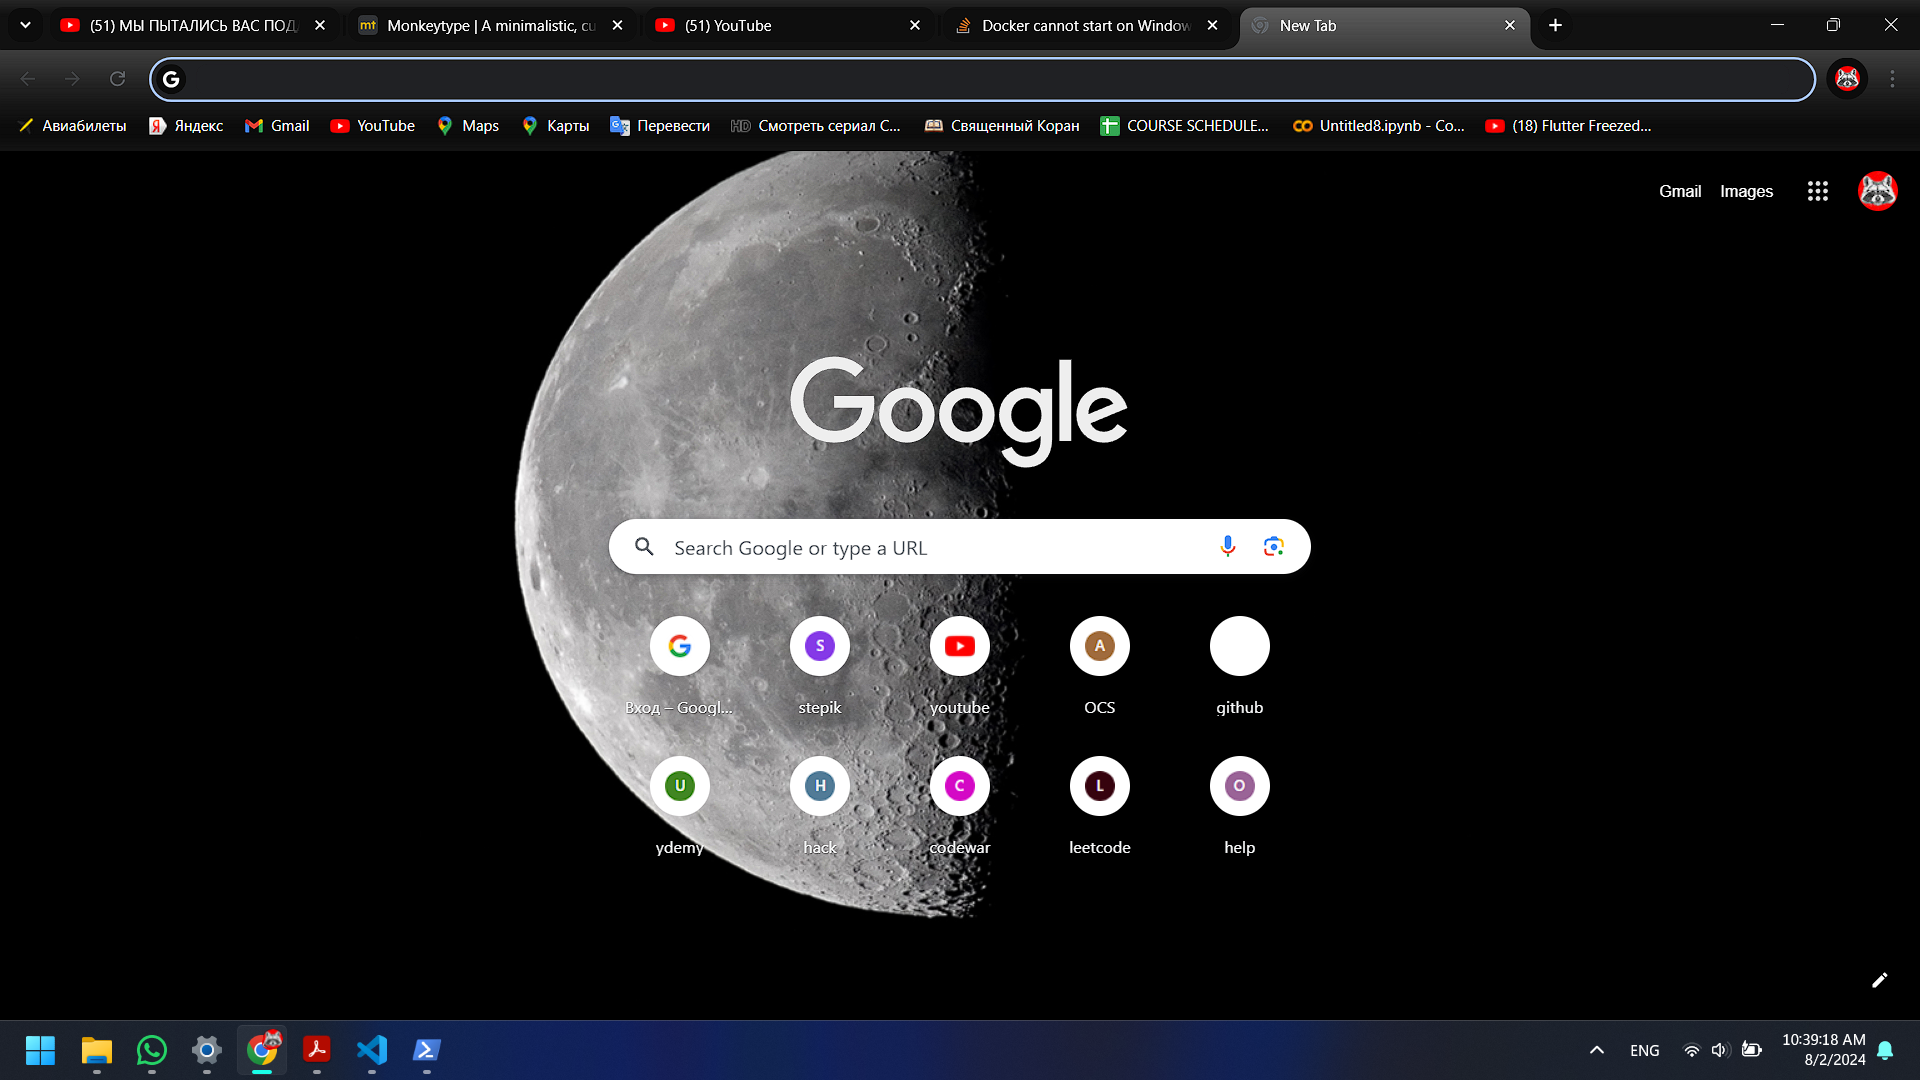 (51) МЫ ПЫТАЛИСЬ ВАС ПОД
Monkeytype | A minimalistic, cu
(51) YouTube
Docker cannot start on Window
New Tab
G
Авиабилеты
Я
Яндекс
Gmail
YouTube
Maps
Карты
Перевести
HD
Смотреть сериал С...
Священный Коран
COURSE SCHEDULE...
Untitled8.ipynb - Co...
(18) Flutter Freezed...
Gmail
Images
Google
Search Google or type a URL
G
S
A
Вход – Googl...
stepik
youtube
OCS
github
U
H
C
L
O
ydemy
hack
codewar
leetcode
help
ENG
10:39:18 AM
8/2/2024